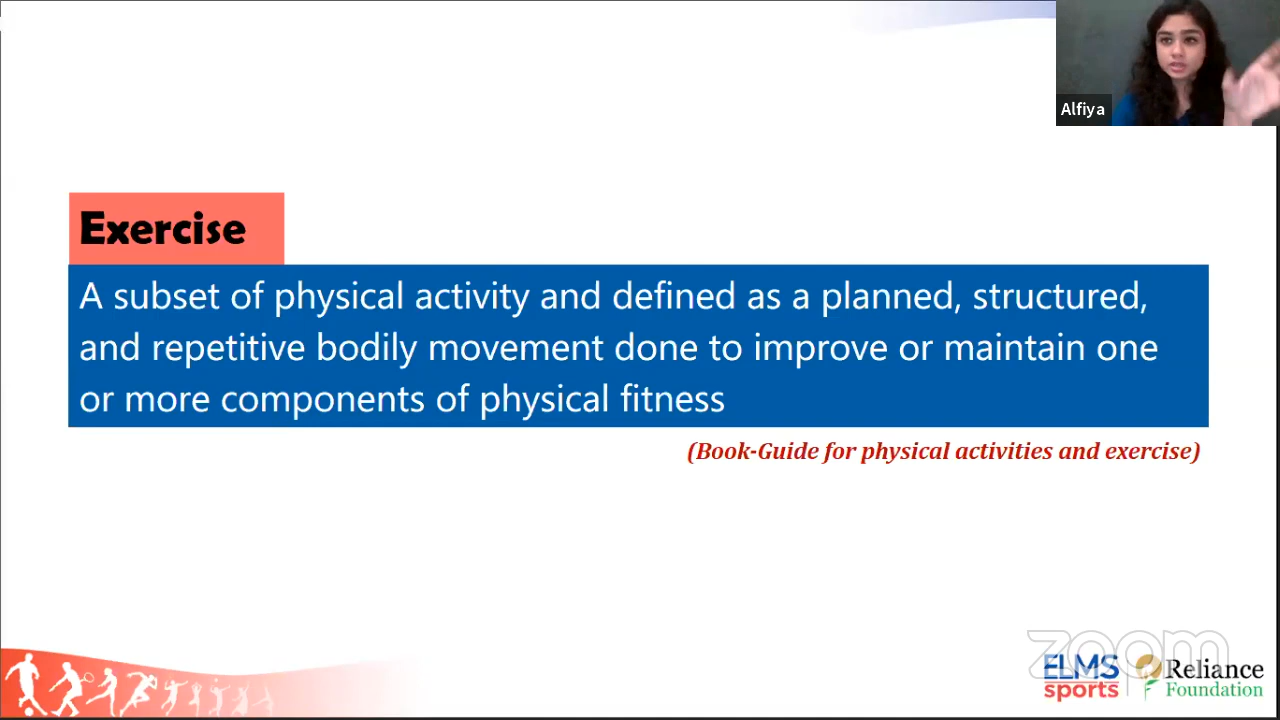 Alfiya
Exercise
A subset of physical activity and defined as a planned, structured,
and repetitive bodily movement done to improve or maintain one
or more components of physical fitness
(Book-Guide for physical activities and exercise)
zoom
ELMS
sports
Reliance
Foundation